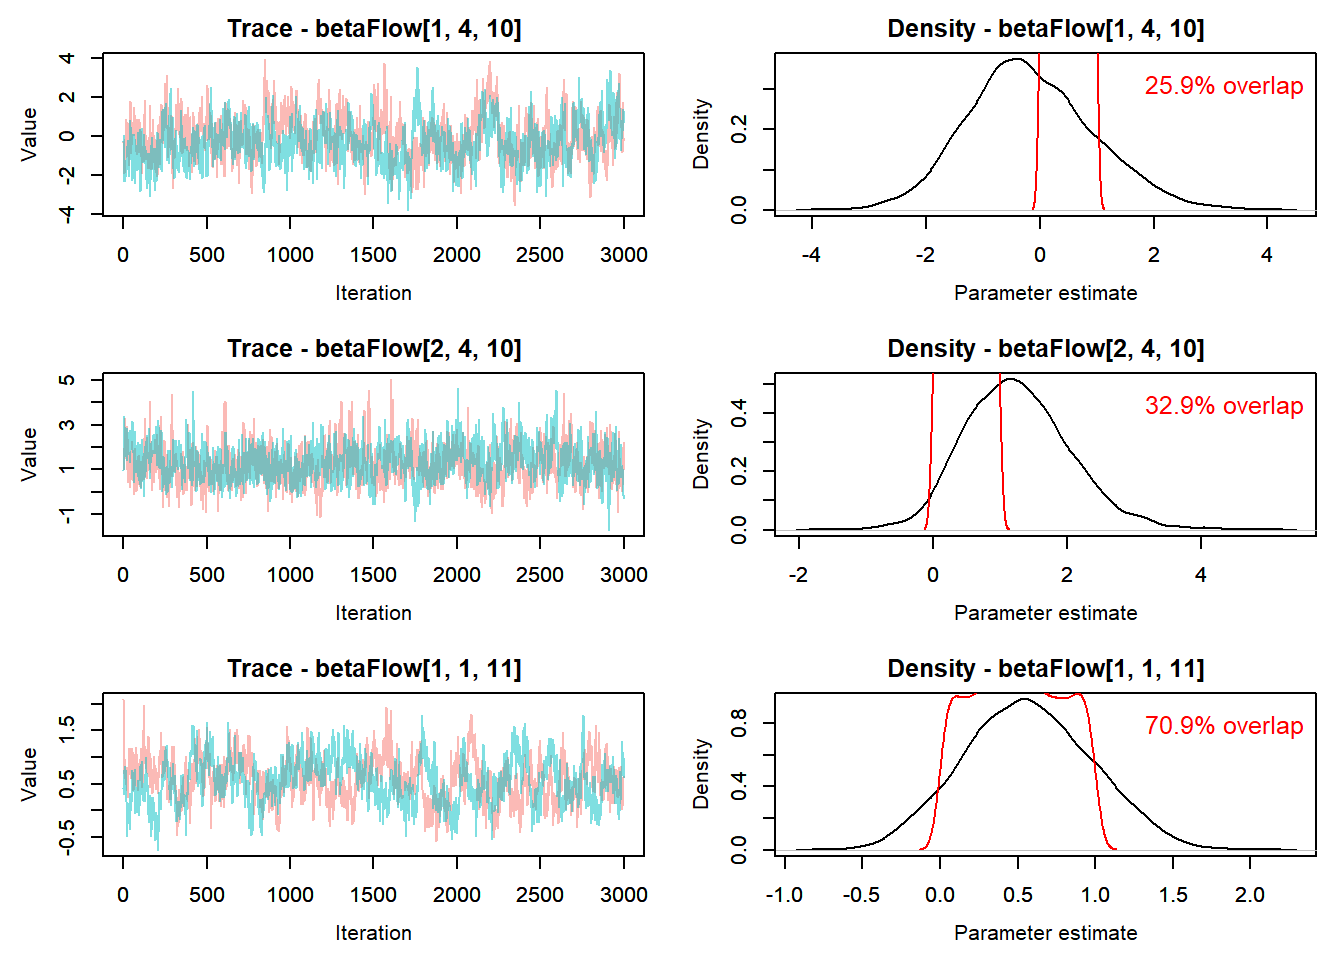 Trace - betaFlow[1, 4, 10]
Value
4
2
0
-2
-4
0 500 1000 1500 2000 2500 3000
Iteration
Density - betaFlow[1, 4, 10]
25.9% overlap
Density
0.2
0.0
-4 -2 0 2 4
Parameter estimate
Trace - betaFlow[2, 4, 10]
Value
5
3
1
-1
0 500 1000 1500 2000 2500 3000
Iteration
Density - betaFlow[2, 4, 10]
32.9% overlap
Density
0.4
0.2
0.0
-2 0 2 4
Parameter estimate
Trace - betaFlow[1, 1, 11]
Value
1.5
0.5
-0.5
0 500 1000 1500 2000 2500 3000
Iteration
Density - betaFlow[1, 1, 11]
70.9% overlap
Density
0.8
0.4
0.0
-1.0 -0.5 0.0 0.5 1.0 1.5 2.0
Parameter estimate